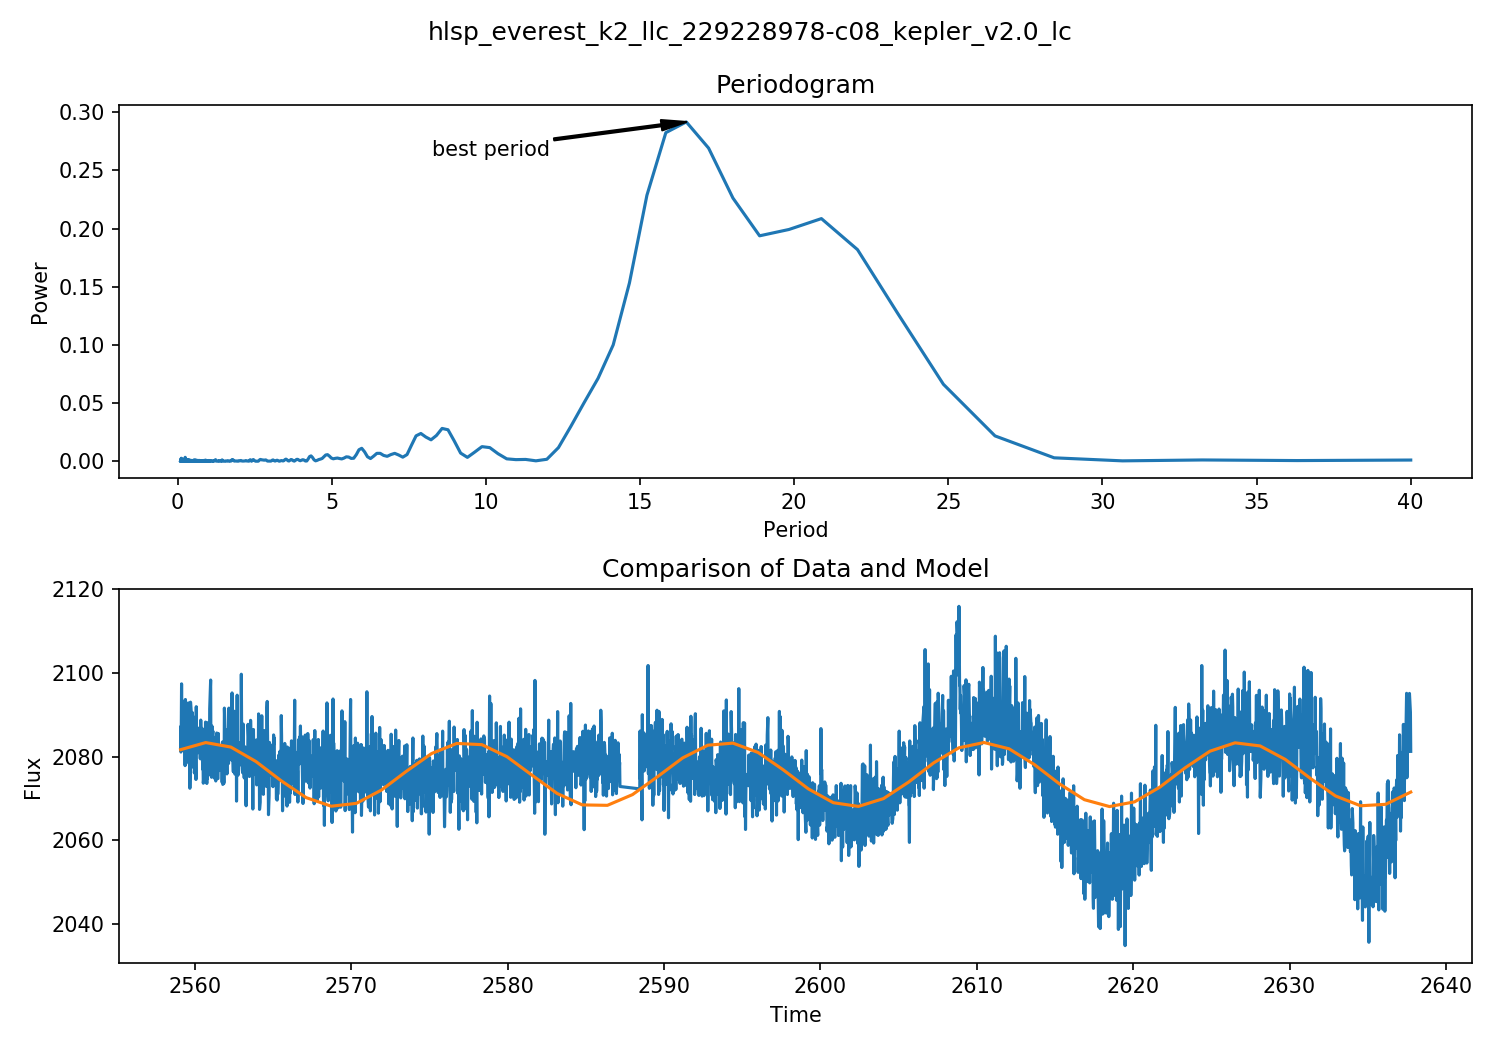 hlsp_everest_k2_llc_229228978-c08_kepler_v2.0_lc
Periodogram
0.30
0.25
0.20
0.15
0.10
0.05
0.00
Power
best period
0 5 10 15 20 25 30 35 40
Period
Comparison of Data and Model
2120
2100
2080
2060
2040
Flux
2560 2570 2580 2590 2600 2610 2620 2630 2640
Time